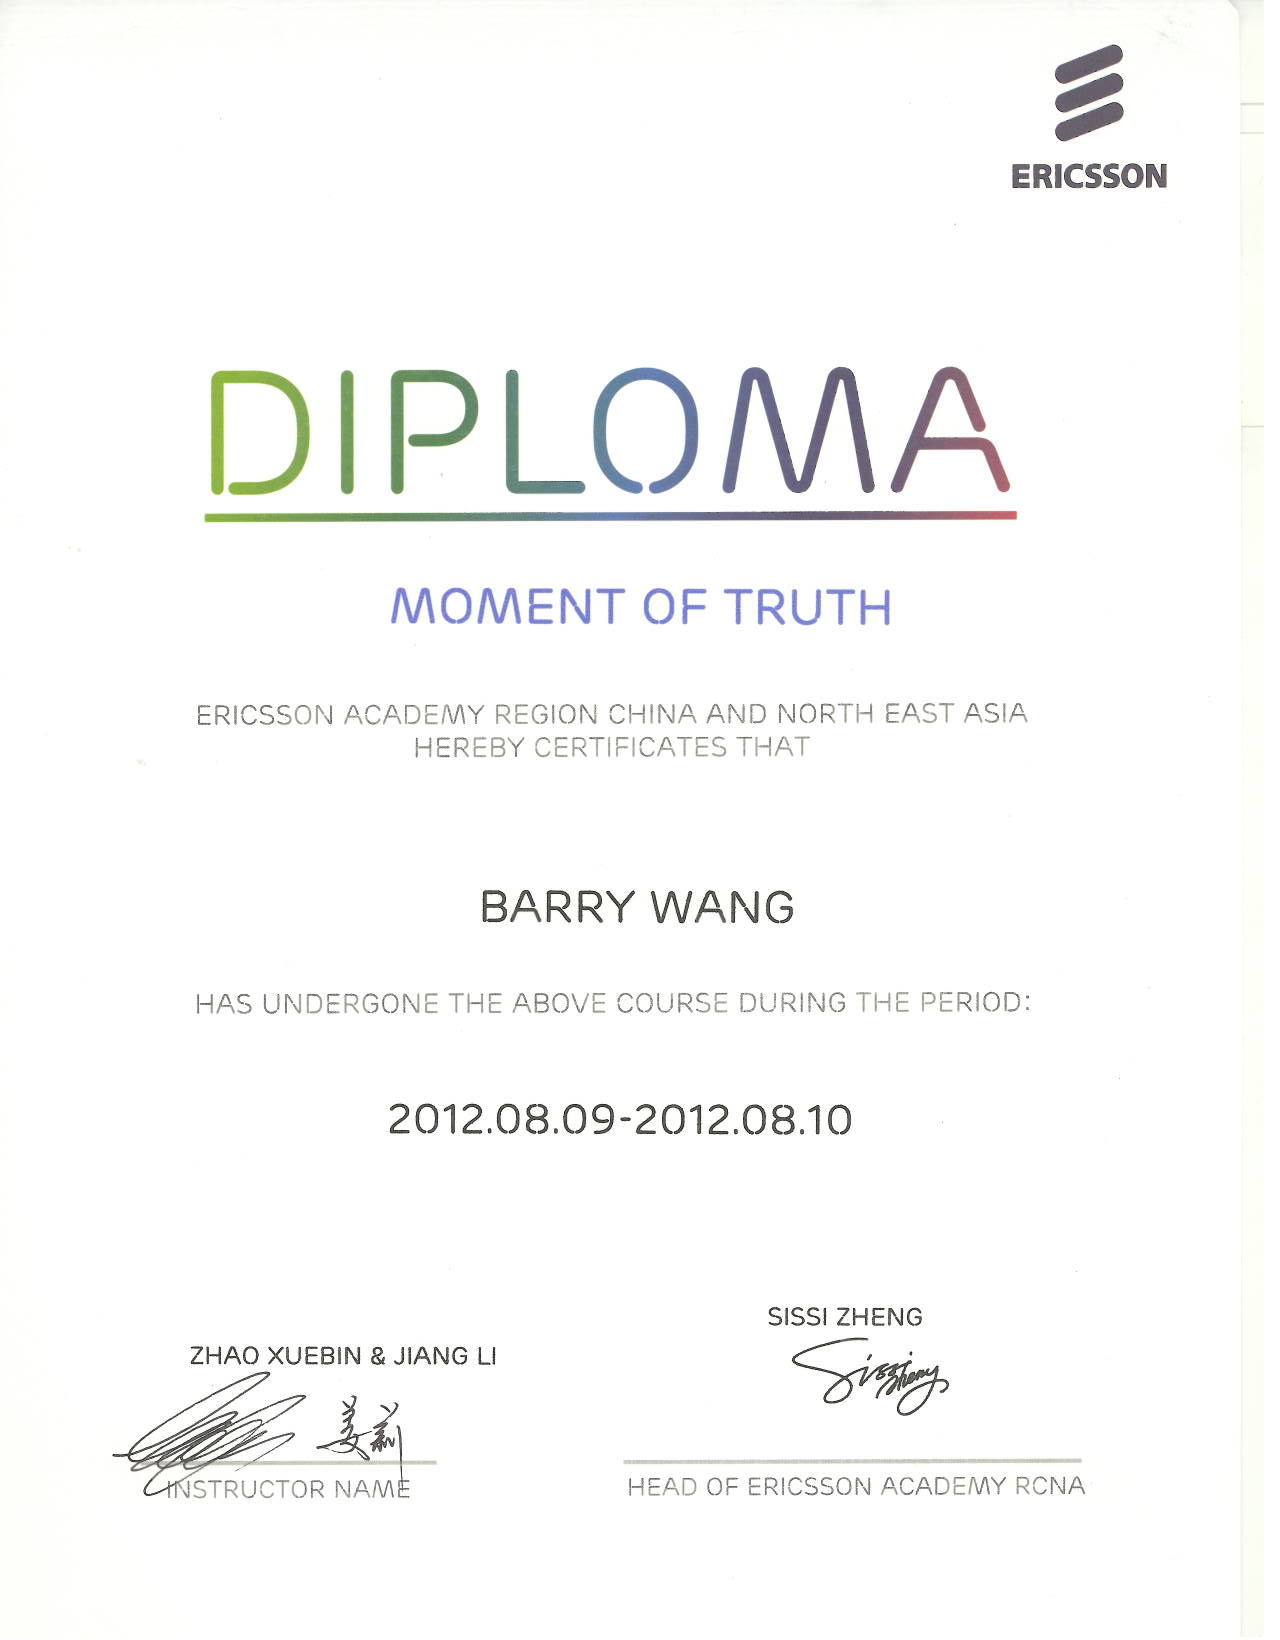 ERICSSON
DIPLOMA
MOMENT OF TRUTH
ERICSSON ACADEMY REGION CHINA AND NORTH EAST ASIA
HEREBY CERTIFICATES THAT
BARRY WANG
HAS UNDERGONE THE ABOVE COURSE DURING THE PERIOD:
2012.08.09-2012.08.10
SISSI ZHENG
ZHAO XUEBIN & JIANG LI
Sissi Zheng
姜莉
INSTRUCTOR NAME
HEAD OF ERICSSON ACADEMY RCNA